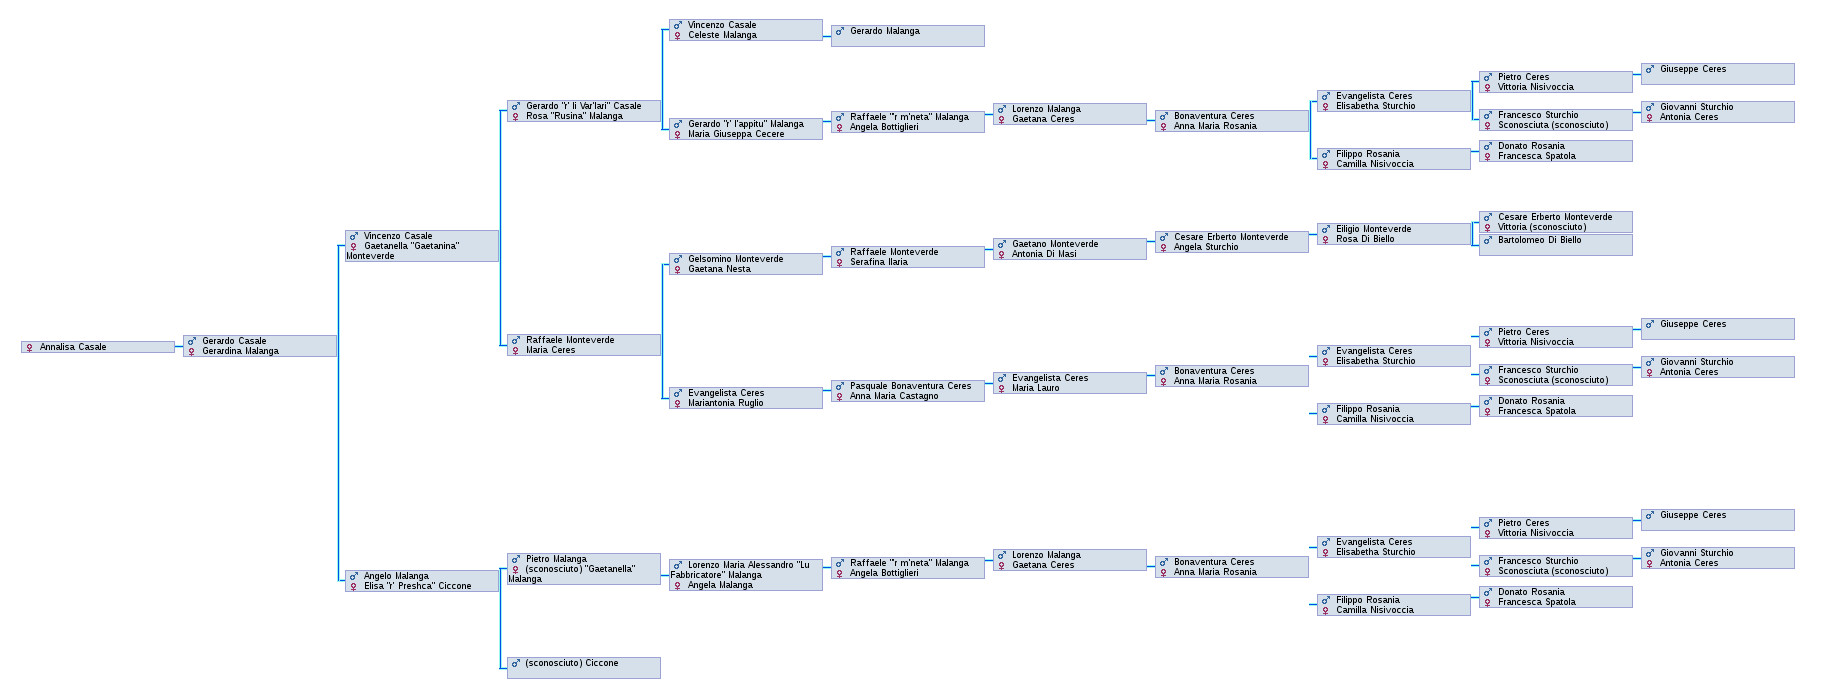 Annalisa Casale
Gerardo Casale
Gerardina Malanga
Vincenzo Casale
Gaetanella "Gaetanina"
Monteverde
Angelo Malanga
Elisa "r' Preshca" Ciccone
Gerardo "r' li Var'lari" Casale
Rosa "Rusina" Malanga
Raffaele Monteverde
Maria Ceres
Pietro Malanga
(sconosciuto) "Gaetanella"
Malanga
(sconosciuto) Ciccone
Vincenzo Casale
Celeste Malanga
Gerardo "r' l'appitu" Malanga
Maria Giuseppa Cecere
Gelsomino Monteverde
Gaetana Nesta
Evangelista Ceres
Mariantonia Ruglio
Lorenzo Maria Alessandro "Lu
Fabbricatore" Malanga
Angela Malanga
Gerardo Malanga
Raffaele "'r m'neta" Malanga
Angela Bottiglieri
Raffaele Monteverde
Serafina Ilaria
Pasquale Bonaventura Ceres
Anna Maria Castagno
Raffaele "'r m'neta" Malanga
Angela Bottiglieri
Lorenzo Malanga
Gaetana Ceres
Gaetano Monteverde
Antonia Di Masi
Evangelista Ceres
Maria Lauro
Lorenzo Malanga
Gaetana Ceres
Bonaventura Ceres
Anna Maria Rosania
Cesare Erberto Monteverde
Angela Sturchio
Bonaventura Ceres
Anna Maria Rosania
Bonaventura Ceres
Anna Maria Rosania
Evangelista Ceres
Elisabetha Sturchio
Filippo Rosania
Camilla Nisivoccia
Eiligio Monteverde
Rosa Di Biello
Evangelista Ceres
Elisabetha Sturchio
Filippo Rosania
Camilla Nisivoccia
Evangelista Ceres
Elisabetha Sturchio
Filippo Rosania
Camilla Nisivoccia
Pietro Ceres
Vittoria Nisivoccia
Francesco Sturchio
Sconosciuta (sconosciuto)
Donato Rosania
Francesca Spatola
Cesare Erberto Monteverde
Vittoria (sconosciuto)
Bartolomeo Di Biello
Pietro Ceres
Vittoria Nisivoccia
Francesco Sturchio
Sconosciuta (sconosciuto)
Donato Rosania
Francesca Spatola
Pietro Ceres
Vittoria Nisivoccia
Francesco Sturchio
Sconosciuta (sconosciuto)
Donato Rosania
Francesca Spatola
Giuseppe Ceres
Giovanni Sturchio
Antonia Ceres
Giuseppe Ceres
Giovanni Sturchio
Antonia Ceres
Giuseppe Ceres
Giovanni Sturchio
Antonia Ceres